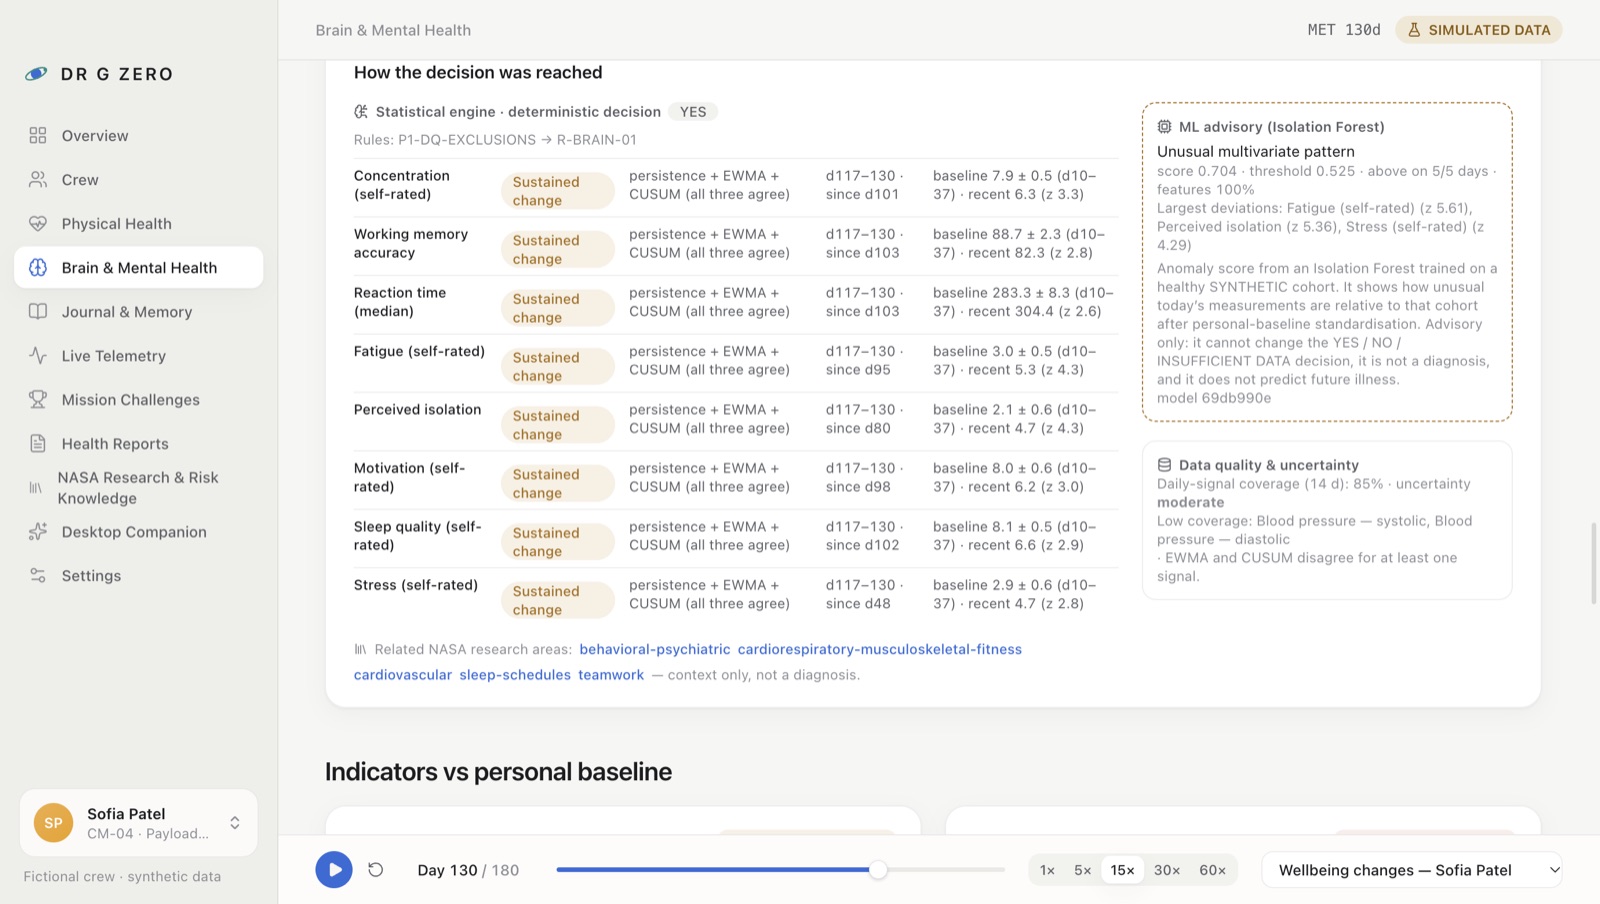 DR G ZERO
Overview
Crew
Physical Health
Brain & Mental Health
Journal & Memory
Live Telemetry
Mission Challenges
Health Reports
NASA Research & Risk
Knowledge
Desktop Companion
Settings
SP
Sofia Patel
CM-04 · Payload...
Fictional crew · synthetic data
Brain & Mental Health
MET 130d
SIMULATED DATA
How the decision was reached
Statistical engine · deterministic decision YES
Rules: P1-DQ-EXCLUSIONS → R-BRAIN-01
Concentration
(self-rated)
Sustained
change
persistence + EWMA +
CUSUM (all three agree)
d117–130 ·
since d101
baseline 7.9 ± 0.5 (d10–
37) · recent 6.3 (z 3.3)
Working memory
accuracy
Sustained
change
persistence + EWMA +
CUSUM (all three agree)
d117–130 ·
since d103
baseline 88.7 ± 2.3 (d10–
37) · recent 82.3 (z 2.8)
Reaction time
(median)
Sustained
change
persistence + EWMA +
CUSUM (all three agree)
d117–130 ·
since d103
baseline 283.3 ± 8.3 (d10–
37) · recent 304.4 (z 2.6)
Fatigue (self-rated)
Sustained
change
persistence + EWMA +
CUSUM (all three agree)
d117–130 ·
since d95
baseline 3.0 ± 0.5 (d10–
37) · recent 5.3 (z 4.3)
Perceived isolation
Sustained
change
persistence + EWMA +
CUSUM (all three agree)
d117–130 ·
since d80
baseline 2.1 ± 0.6 (d10–
37) · recent 4.7 (z 4.3)
Motivation (self-
rated)
Sustained
change
persistence + EWMA +
CUSUM (all three agree)
d117–130 ·
since d98
baseline 8.0 ± 0.6 (d10–
37) · recent 6.2 (z 3.0)
Sleep quality (self-
rated)
Sustained
change
persistence + EWMA +
CUSUM (all three agree)
d117–130 ·
since d102
baseline 8.1 ± 0.5 (d10–
37) · recent 6.6 (z 2.9)
Stress (self-rated)
Sustained
change
persistence + EWMA +
CUSUM (all three agree)
d117–130 ·
since d48
baseline 2.9 ± 0.6 (d10–
37) · recent 4.7 (z 2.8)
Related NASA research areas: behavioral-psychiatric cardiorespiratory-musculoskeletal-fitness
cardiovascular sleep-schedules teamwork — context only, not a diagnosis.
ML advisory (Isolation Forest)
Unusual multivariate pattern
score 0.704 · threshold 0.525 · above on 5/5 days ·
features 100%
Largest deviations: Fatigue (self-rated) (z 5.61),
Perceived isolation (z 5.36), Stress (self-rated) (z
4.29)
Anomaly score from an Isolation Forest trained on a
healthy SYNTHETIC cohort. It shows how unusual
today's measurements are relative to that cohort
after personal-baseline standardisation. Advisory
only: it cannot change the YES / NO /
INSUFFICIENT DATA decision, it is not a diagnosis,
and it does not predict future illness.
model 69db990e
Data quality & uncertainty
Daily-signal coverage (14 d): 85% · uncertainty
moderate
Low coverage: Blood pressure — systolic, Blood
pressure — diastolic
· EWMA and CUSUM disagree for at least one
signal.
Indicators vs personal baseline
Day 130 / 180
1× 5× 15× 30× 60×
Wellbeing changes — Sofia Patel